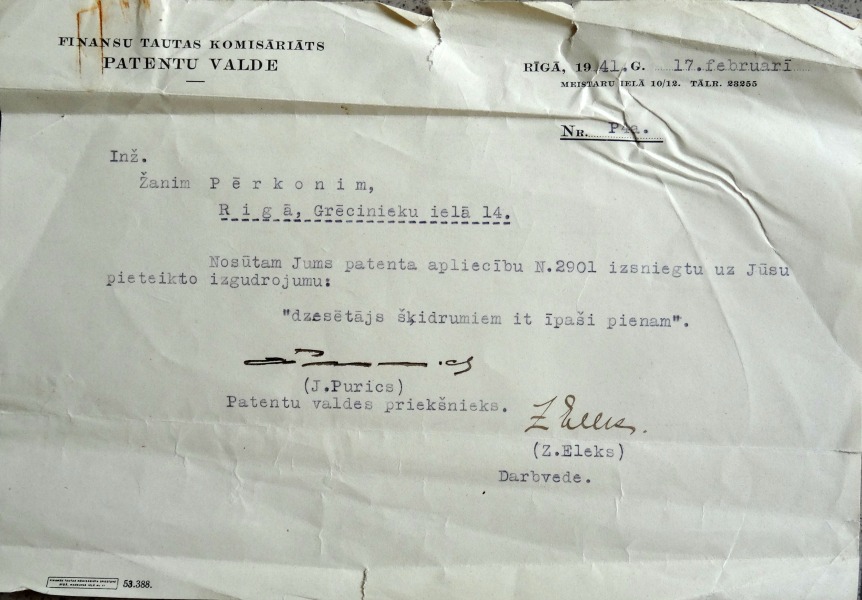 FINANSU TAUTAS KOMISĀRIĀTS
PATENTU VALDE
RĪGĀ, 1941.G. 17.februarī
MEISTARU IELĀ 10/12. TĀLR. 23255
NR.
Inž.
Žanim Pērkonim,
Rigā, Grēcinieku ielā 14.
Nosūtam Jums patenta apliecību N.2901 izsniegtu uz Jūsu
pieteikto izgudrojumu:
"dzesētājs šķidrumiem it īpaši pienam".
(J.Purics)
Patentu valdes priekšnieks.
Z Eleks.
(Z.Eleks)
Darbvede.
53.388.